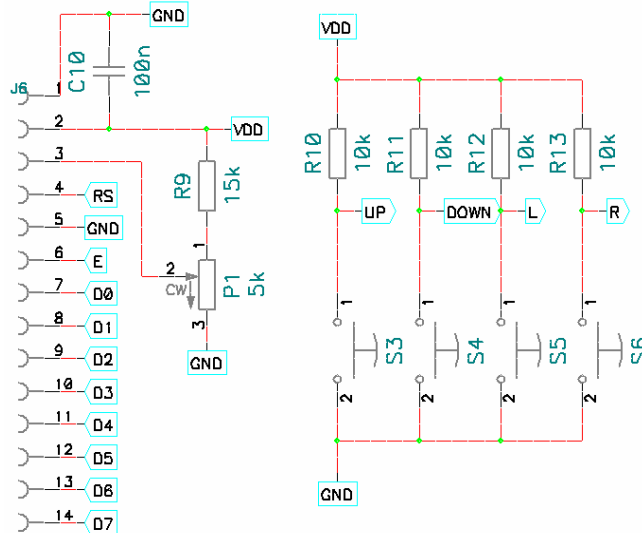 GND
J6
1
C10
100n
2
VDD
3
R9
15k
4
RS
5
GND
6
E
1
2
CW
P1
5k
3
GND
7
D0
8
D1
9
D2
10
D3
11
D4
12
D5
13
D6
14
D7
VDD
R10
10k
R11
10k
R12
10k
R13
10k
UP
DOWN
L
R
1
1
1
1
S3
S4
S5
S6
2
2
2
2
GND